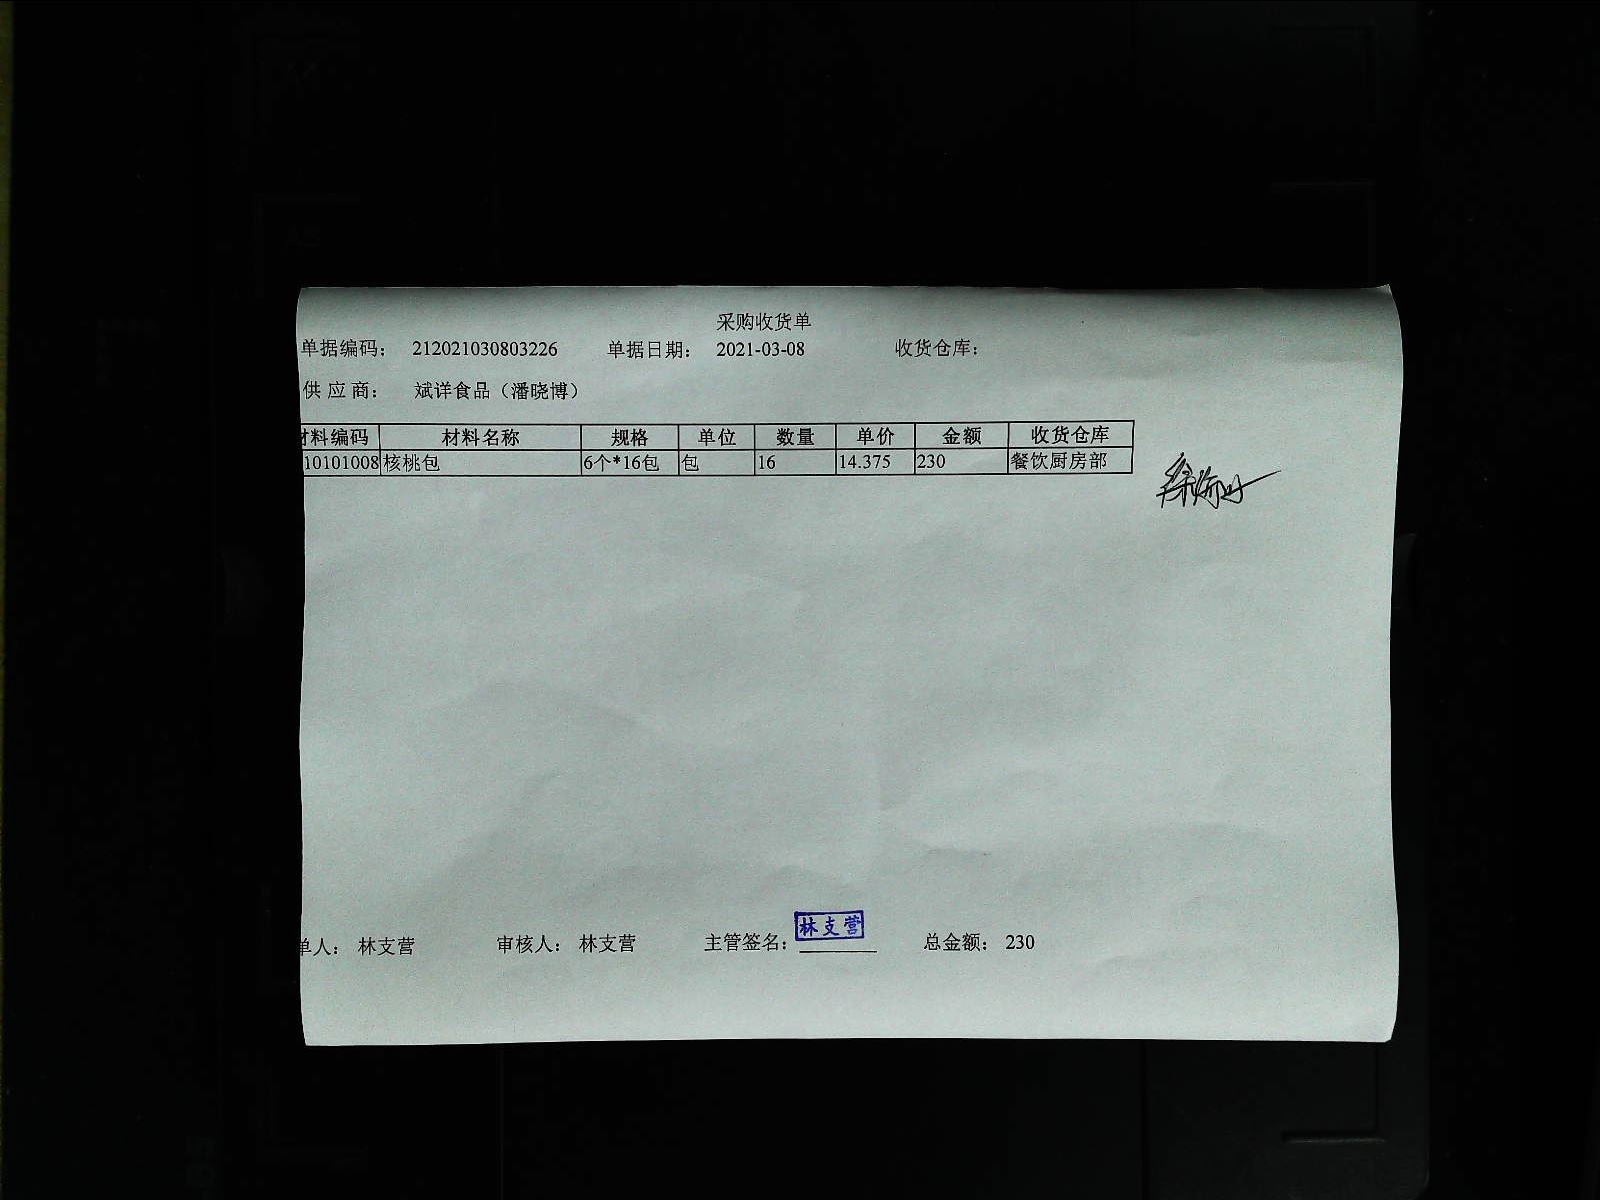 采购收货单
单据编码： 212021030803226 单据日期： 2021-03-08 收货仓库：
供 应 商： 斌详食品（潘晓博）
材料编码 材料名称 规格 单位 数量 单价 金额 收货仓库
10101008 核桃包 6个*16包 包 16 14.375 230 餐饮厨房部
单人： 林支营 审核人： 林支营 主管签名： 林支营 总金额： 230